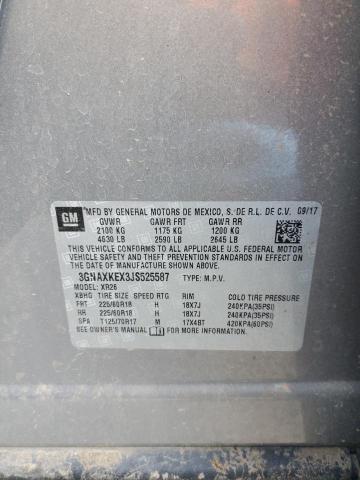 GM
MFD BY GENERAL MOTORS DE MEXICO, S. DE R.L. DE C.V. 09/17
GVWR GAWR FRT GAWR RR
2100 KG 1175 KG 1200 KG
4630 LB 2590 LB 2645 LB
THIS VEHICLE CONFORMS TO ALL APPLICABLE U.S. FEDERAL MOTOR
VEHICLE SAFETY AND THEFT PREVENTION STANDARDS IN EFFECT
ON THE DATE OF MANUFACTURE SHOWN ABOVE.
3GNAXKEX3JS525587 TYPE: M.P.V.
MODEL: XR26
XBHG TIRE SIZE SPEED RTG RIM COLD TIRE PRESSURE
FRT 225/60R18 H 18X7J 240KPA(35PSI)
RR 225/60R18 H 18X7J 240KPA(35PSI)
SPA T125/70R17 M 17X4BT 420KPA(60PSI)
SEE OWNER'S MANUAL FOR ADDITIONAL INFORMATION.